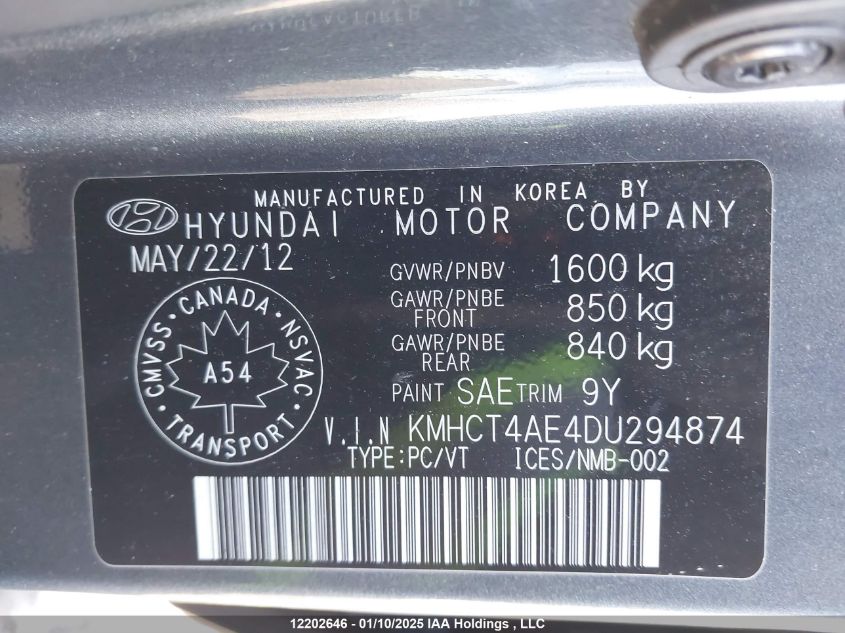 MANUFACTURED IN KOREA BY
HYUNDAI MOTOR COMPANY
MAY/22/12
GVWR/PNBV 1600 kg
GAWR/PNBE FRONT 850 kg
GAWR/PNBE REAR 840 kg
CMVSS • CANADA • NSVAC • TRANSPORT •
A54
PAINT SAE TRIM 9Y
V.I.N KMHCT4AE4DU294874
TYPE:PC/VT ICES/NMB-002
12202646 - 01/10/2025 IAA Holdings , LLC